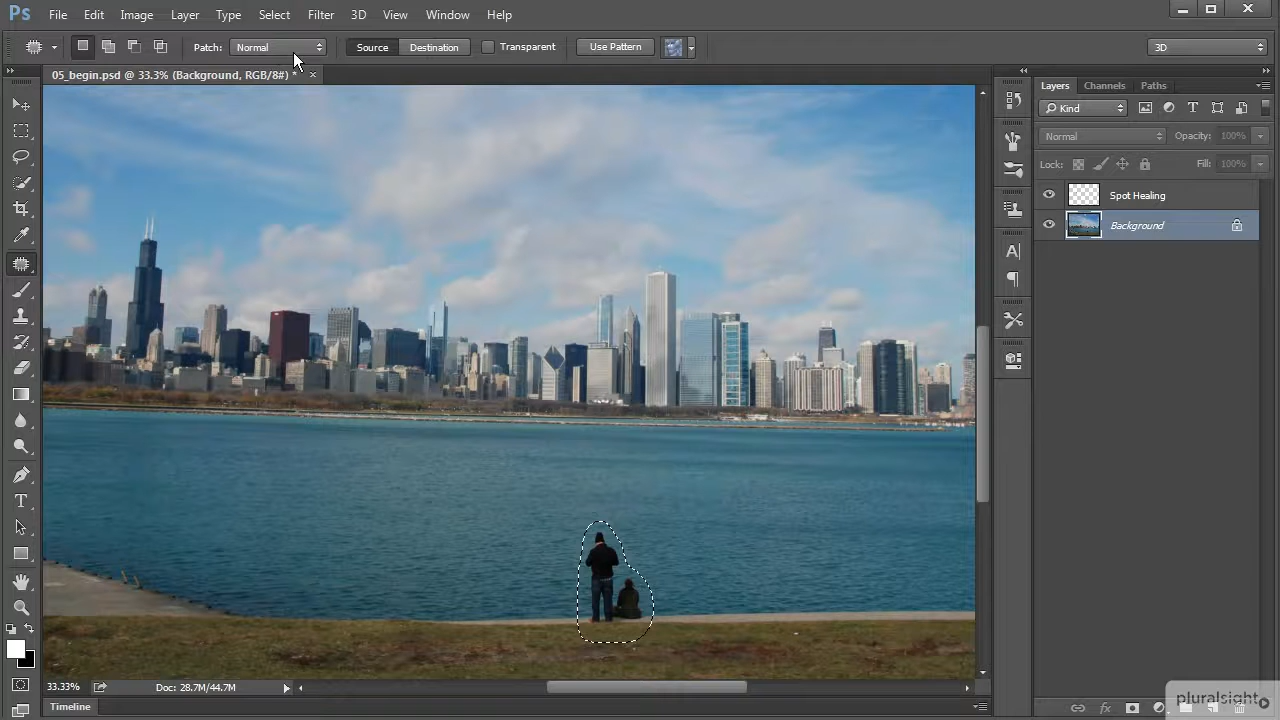 Ps File Edit Image Layer Type Select Filter 3D View Window Help
Patch: Normal Source Destination Transparent Use Pattern 3D
05_begin.psd @ 33.3% (Background, RGB/8#) *
Layers Channels Paths
Kind
Normal Opacity: 100%
Lock: Fill: 100%
Spot Healing
Background
33.33% Doc: 28.7M/44.7M
Timeline
pluralsight